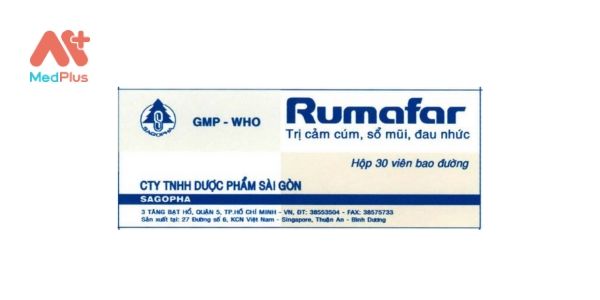 MedPlus
SAGOPHA
GMP - WHO
Rumafar
Trị cảm cúm, sổ mũi, đau nhức
Hộp 30 viên bao đường
CTY TNHH DƯỢC PHẨM SÀI GÒN
SAGOPHA
3 TĂNG BẠT HỔ, QUẬN 5, TP.HỒ CHÍ MINH - VN, ĐT: 38553504 - FAX: 38575733
Sản xuất tại: 27 Đường số 6, KCN Việt Nam - Singapore, Thuận An - Bình Dương